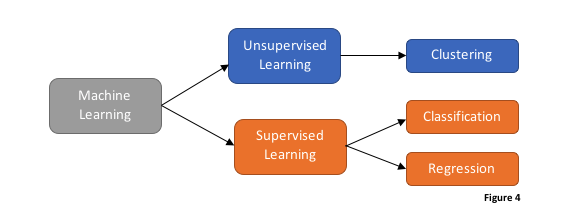 Machine
Learning
Unsupervised
Learning
Clustering
Supervised
Learning
Classification
Regression
Figure 4